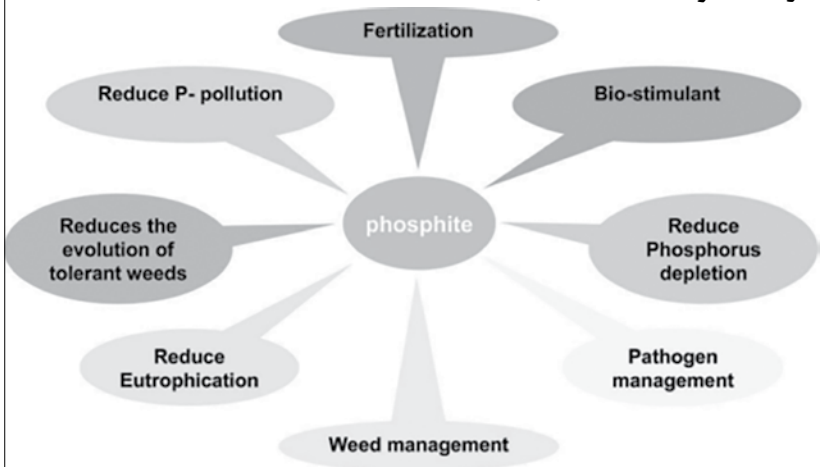 Fertilization
Reduce P- pollution
Bio-stimulant
phosphite
Reduces the
evolution of
tolerant weeds
Reduce
Phosphorus
depletion
Reduce
Eutrophication
Pathogen
management
Weed management